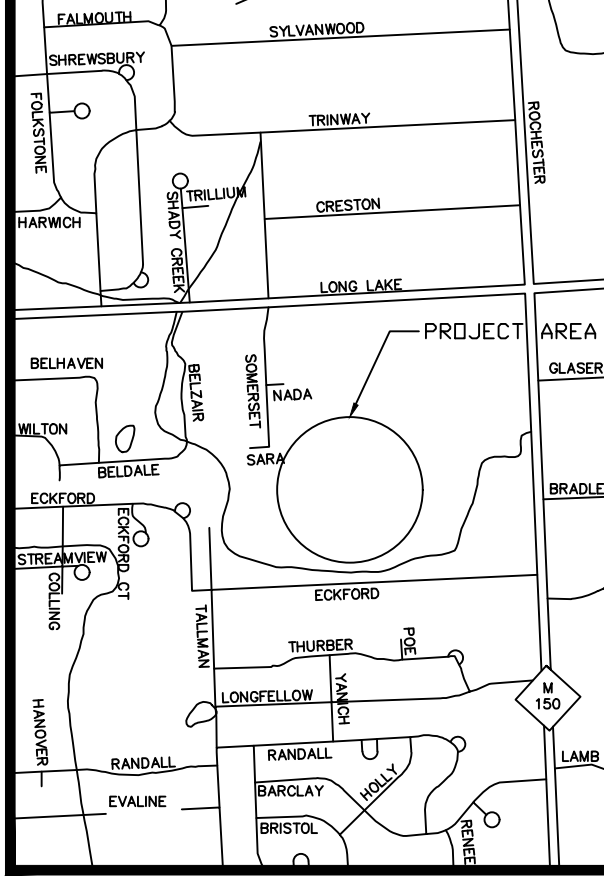 FALMOUTH
SYLVANWOOD
SHREWSBURY
FOLKSTONE
TRINWAY
ROCHESTER
TRILLIUM
SHADY CREEK
CRESTON
HARWICH
LONG LAKE
PROJECT AREA
BELHAVEN
BELZAIR
SOMERSET
GLASER
NADA
WILTON
SARA
BELDALE
ECKFORD
ECKFORD CT
BRADLE
STREAMVIEW
COLLING
ECKFORD
TALLMAN
THURBER
POE
YANICH
LONGFELLOW
M
150
HANOVER
RANDALL
RANDALL
LAMB
HOLLY
BARCLAY
EVALINE
BRISTOL
RENEE